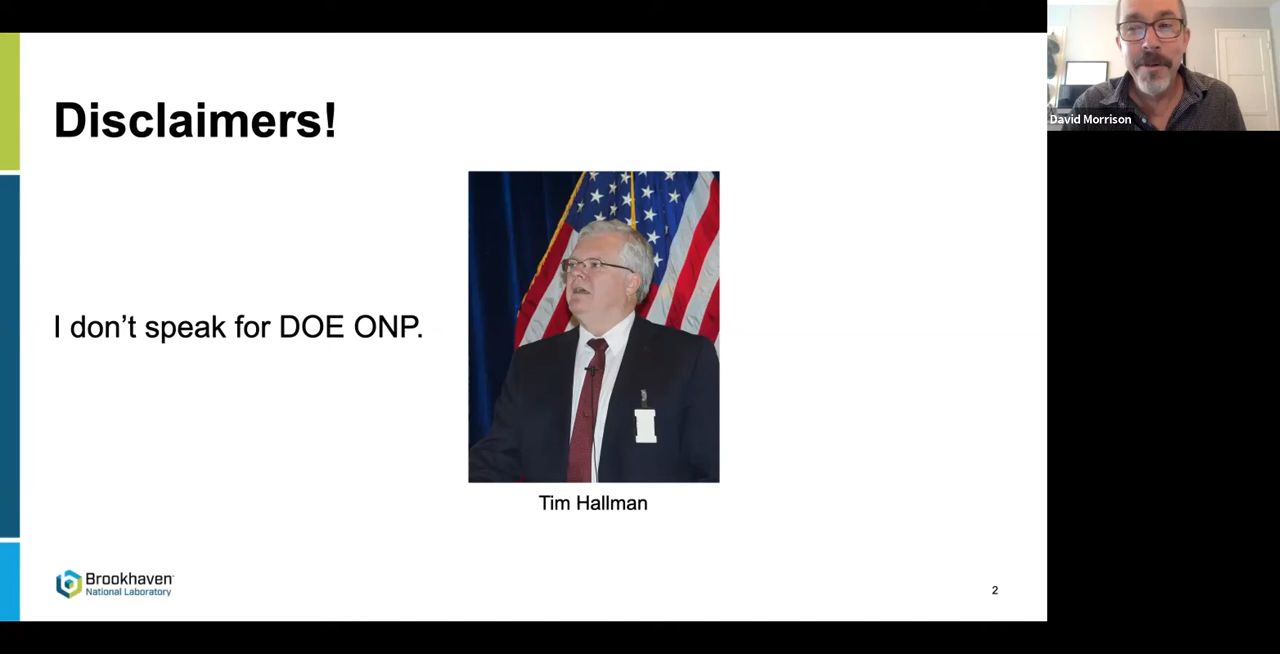 Disclaimers!
David Morrison
I don't speak for DOE ONP.
Tim Hallman
Brookhaven
National Laboratory
2